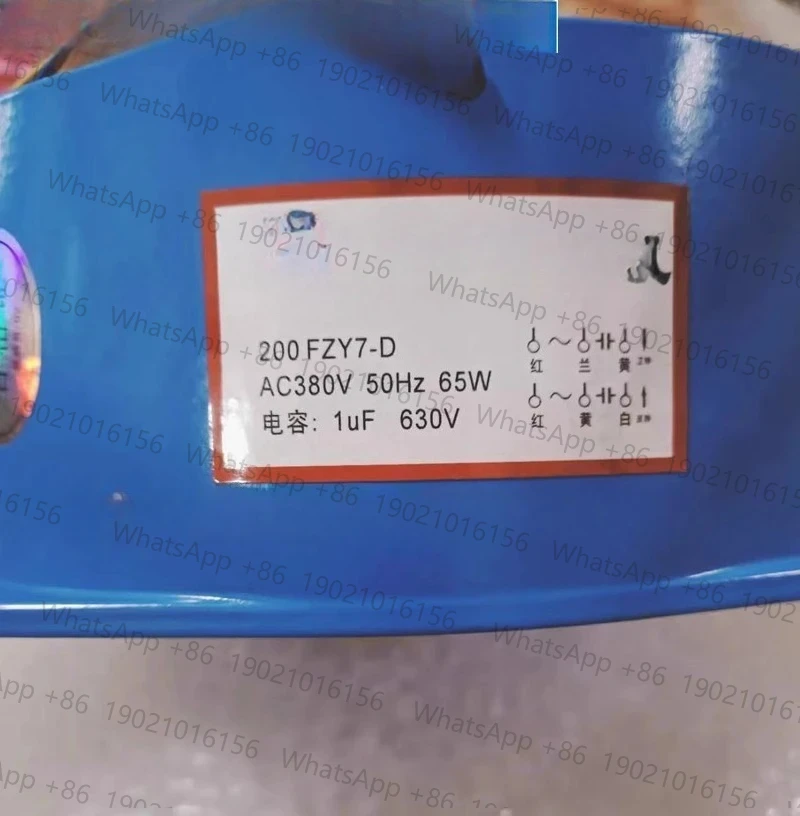 200 FZY7-D
AC380V 50Hz 65W
电容: 1uF 630V
红 兰 黄
红 黄 白
WhatsApp +86 19021016156